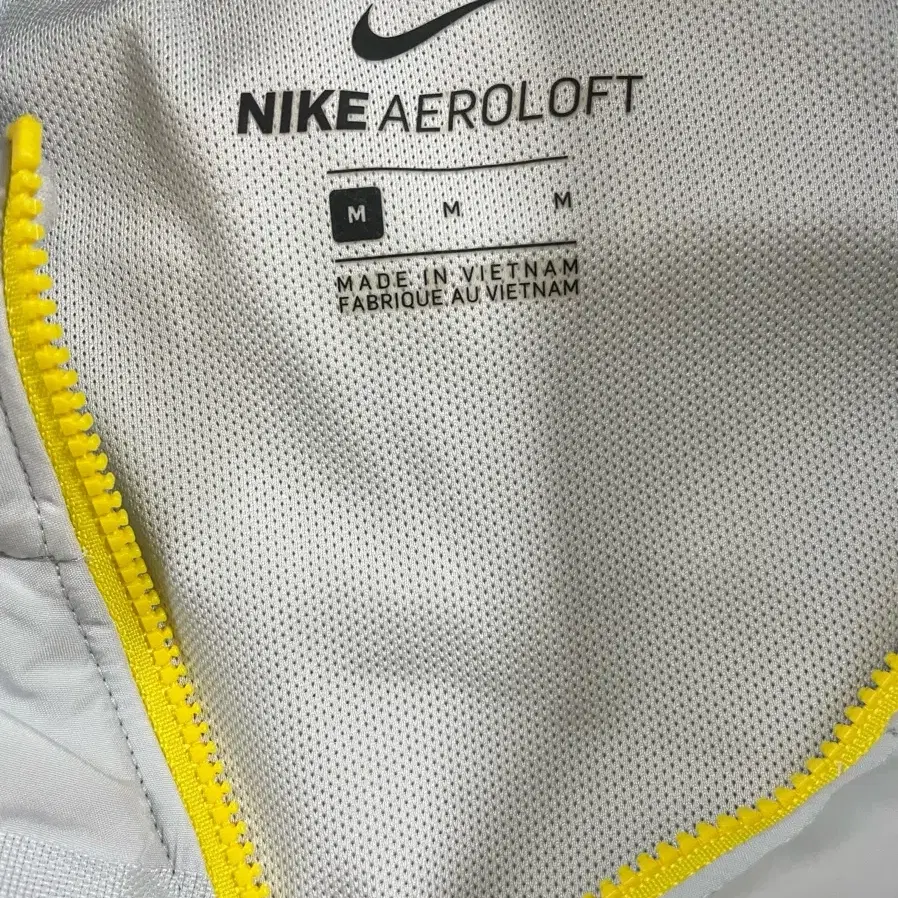 NIKE AEROLOFT
M M M
MADE IN VIETNAM
FABRIQUE AU VIETNAM